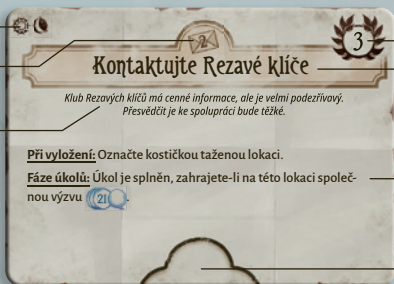 2
3
Kontaktujte Rezavé klíče
Klub Rezavých klíčů má cenné informace, ale je velmi podezřívavý.
Přesvědčit je ke spolupráci bude těžké.
Při vyložení: Označte kostičkou taženou lokaci.
Fáze úkolů: Úkol je splněn, zahrajete-li na této lokaci společ-
nou výzvu 21.